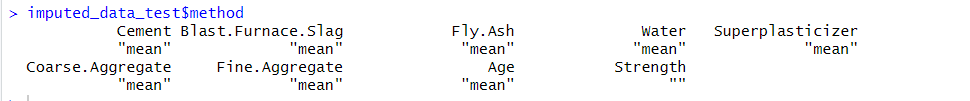 > imputed_data_test$method
Cement Blast.Furnace.Slag Fly.Ash Water Superplasticizer
"mean" "mean" "mean" "mean" "mean"
Coarse.Aggregate Fine.Aggregate Age Strength
"mean" "mean" "mean" ""